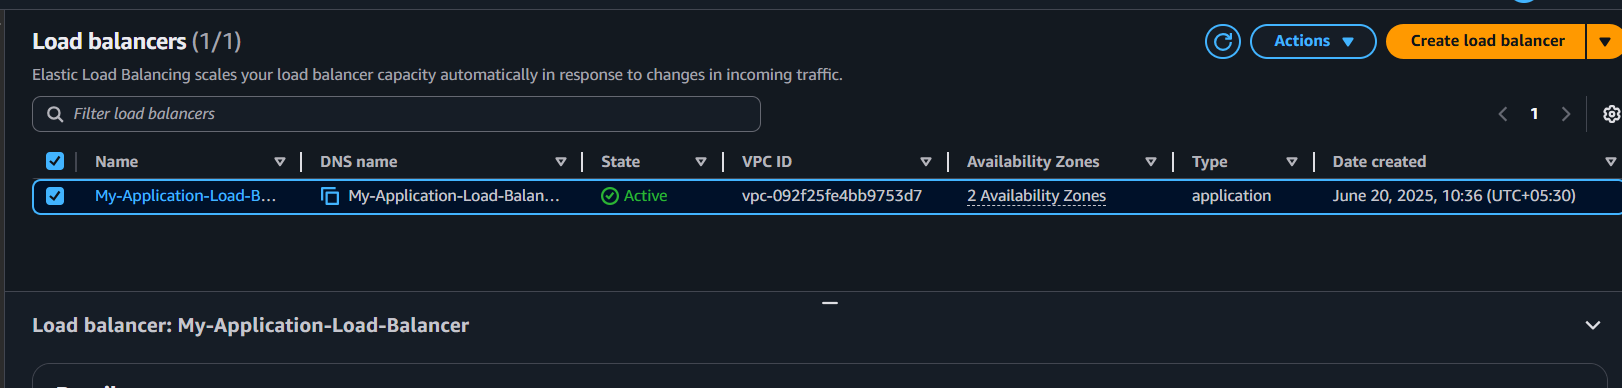 Load balancers (1/1)
Actions
Create load balancer
Elastic Load Balancing scales your load balancer capacity automatically in response to changes in incoming traffic.
Filter load balancers
1
Name DNS name State VPC ID Availability Zones Type Date created
My-Application-Load-B... My-Application-Load-Balan... Active vpc-092f25fe4bb9753d7 2 Availability Zones application June 20, 2025, 10:36 (UTC+05:30)
Load balancer: My-Application-Load-Balancer